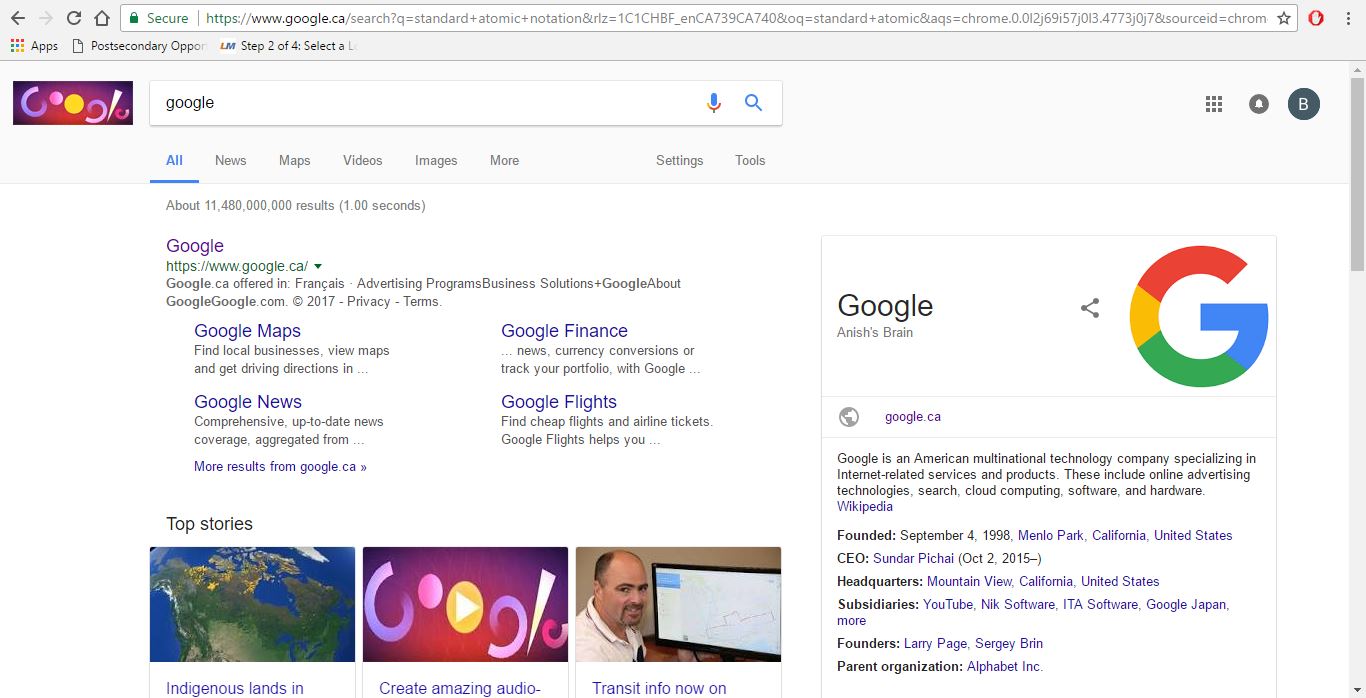 Secure https://www.google.ca/search?q=standard+atomic+notation&rlz=1C1CHBF_enCA739CA740&oq=standard+atomic&aqs=chrome.0.0l2j69i57j0l3.4773j0j7&sourceid=chrom
Apps Postsecondary Oppor LM Step 2 of 4: Select a L
Google
google
B
All News Maps Videos Images More Settings Tools
About 11,480,000,000 results (1.00 seconds)
Google
https://www.google.ca/
Google.ca offered in: Français · Advertising ProgramsBusiness Solutions+GoogleAbout
GoogleGoogle.com. © 2017 - Privacy - Terms.
Google Maps
Find local businesses, view maps
and get driving directions in ...
Google Finance
... news, currency conversions or
track your portfolio, with Google ...
Google News
Comprehensive, up-to-date news
coverage, aggregated from ...
Google Flights
Find cheap flights and airline tickets.
Google Flights helps you ...
More results from google.ca »
Top stories
Google
Indigenous lands in
Create amazing audio-
Transit info now on
Google
Anish's Brain
G
google.ca
Google is an American multinational technology company specializing in
Internet-related services and products. These include online advertising
technologies, search, cloud computing, software, and hardware.
Wikipedia
Founded: September 4, 1998, Menlo Park, California, United States
CEO: Sundar Pichai (Oct 2, 2015–)
Headquarters: Mountain View, California, United States
Subsidiaries: YouTube, Nik Software, ITA Software, Google Japan,
more
Founders: Larry Page, Sergey Brin
Parent organization: Alphabet Inc.